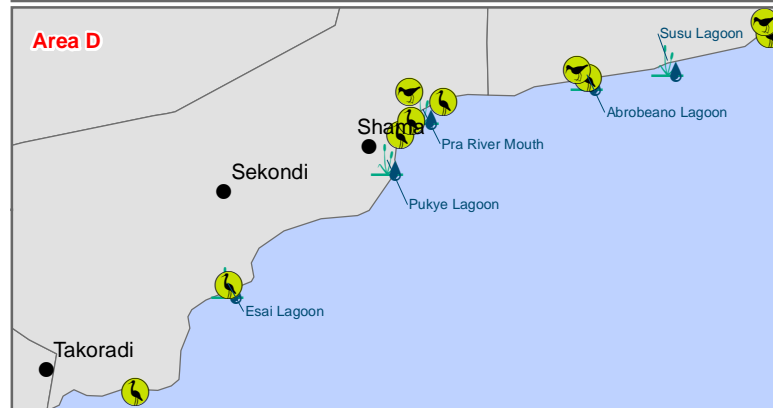 Area D
Susu Lagoon
Abrobeano Lagoon
Shama
Pra River Mouth
Sekondi
Pukye Lagoon
Esai Lagoon
Takoradi